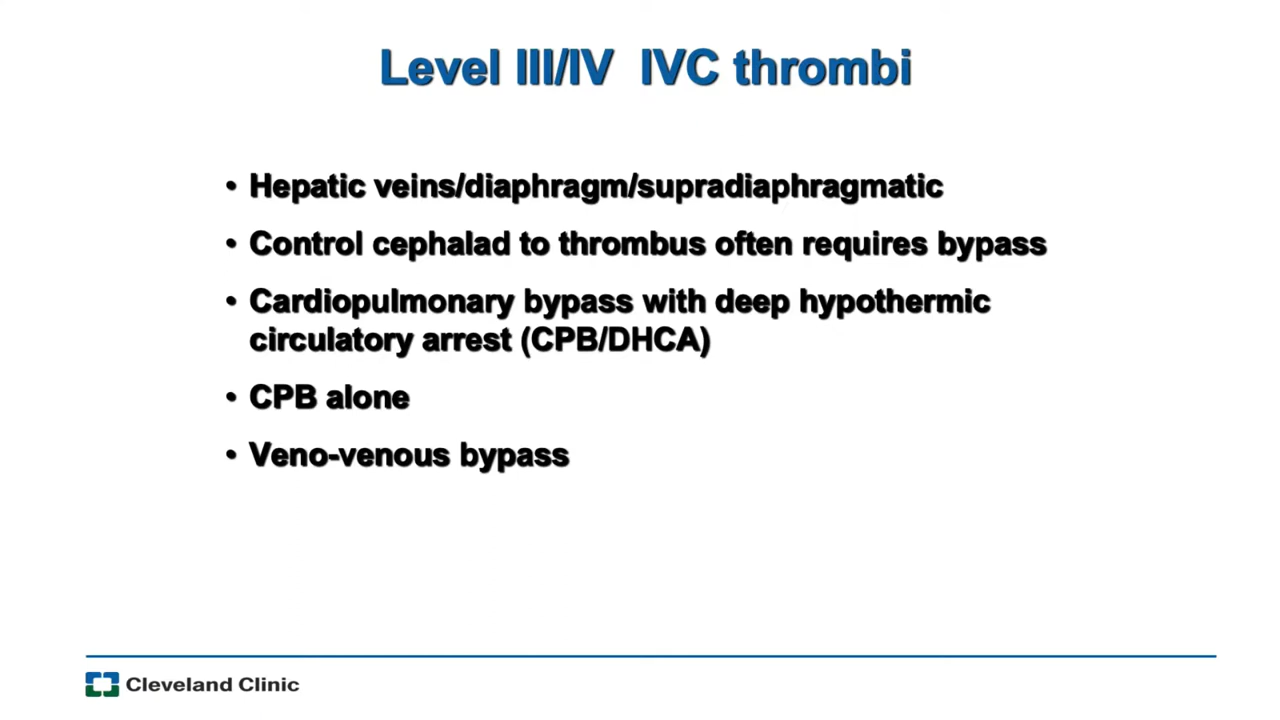 Level III/IV  IVC thrombi
• Hepatic veins/diaphragm/supradiaphragmatic
• Control cephalad to thrombus often requires bypass
• Cardiopulmonary bypass with deep hypothermic
circulatory arrest (CPB/DHCA)
• CPB alone
• Veno-venous bypass
Cleveland Clinic